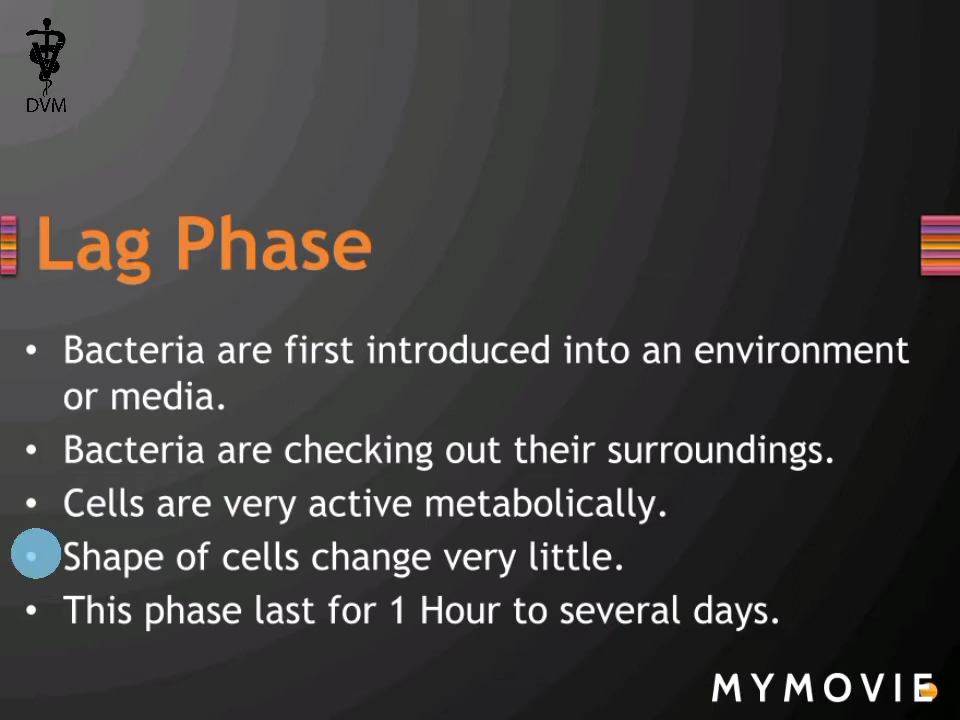 DVM
Lag Phase
• Bacteria are first introduced into an environment
or media.
• Bacteria are checking out their surroundings.
• Cells are very active metabolically.
• Shape of cells change very little.
• This phase last for 1 Hour to several days.
MYMOVIE